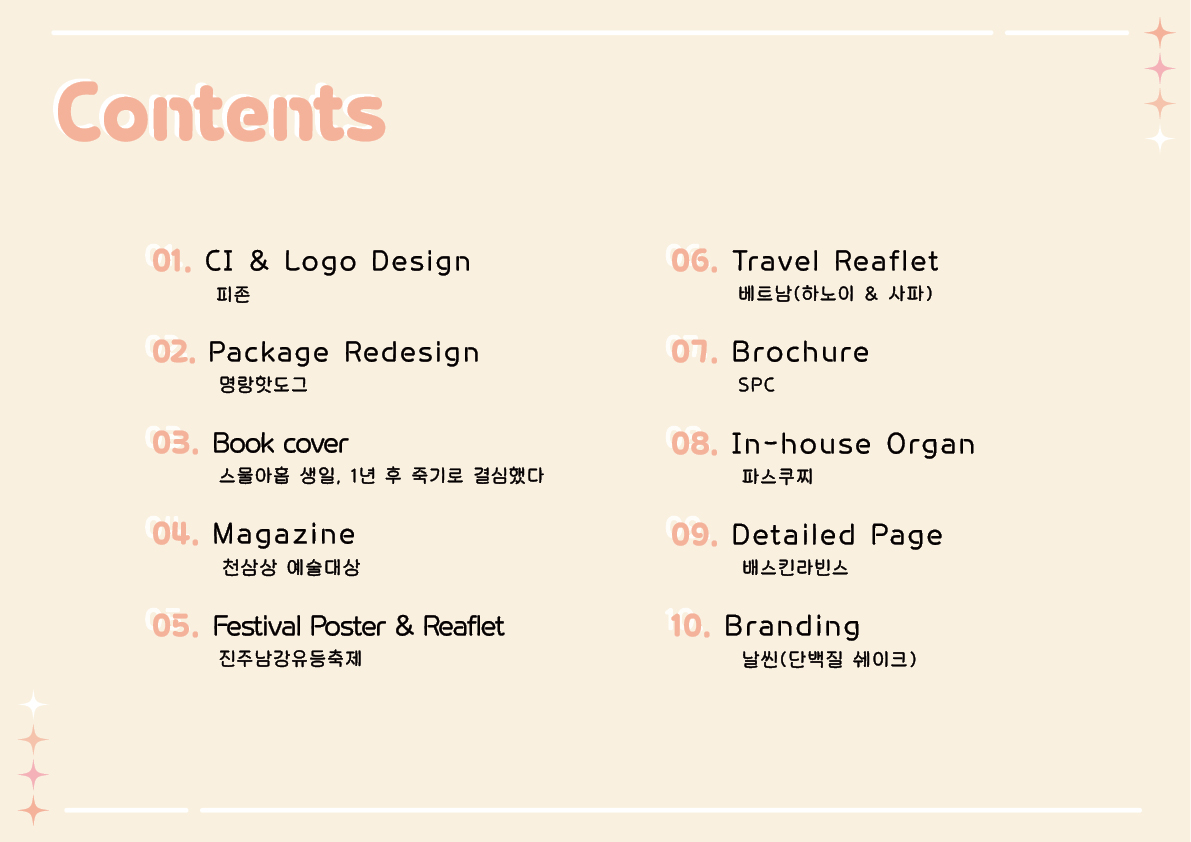 Contents
01. CI & Logo Design
피존
02. Package Redesign
명랑핫도그
03. Book cover
스물아홉 생일, 1년 후 죽기로 결심했다
04. Magazine
천삼상 예술대상
05. Festival Poster & Reaflet
진주남강유등축제
06. Travel Reaflet
베트남(하노이 & 사파)
07. Brochure
SPC
08. In-house Organ
파스쿠찌
09. Detailed Page
배스킨라빈스
10. Branding
날씬(단백질 쉐이크)